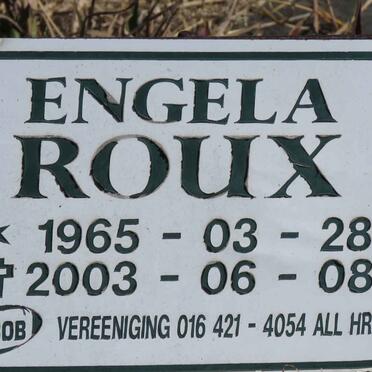 ENGELA
ROUX
1965 - 03 - 28
2003 - 06 - 08
VEREENIGING 016 421 - 4054 ALL HR